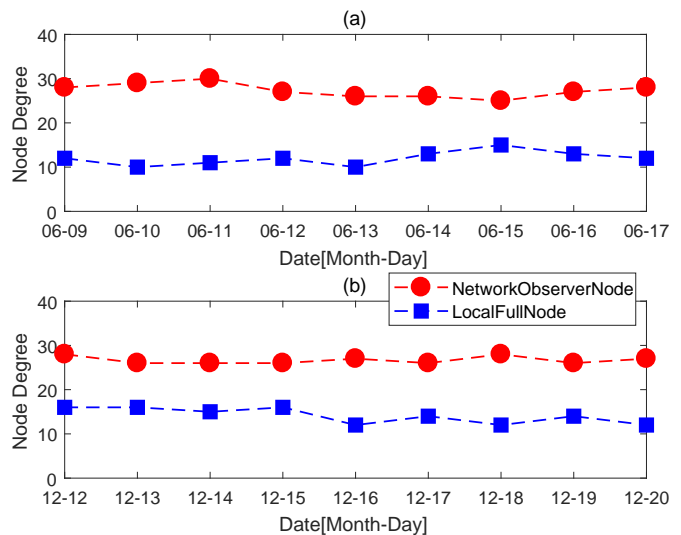 (a)
40
30
20
10
0
Node Degree
06-09 06-10 06-11 06-12 06-13 06-14 06-15 06-16 06-17
Date[Month-Day]
(b)
NetworkObserverNode
LocalFullNode
40
30
20
10
0
Node Degree
12-12 12-13 12-14 12-15 12-16 12-17 12-18 12-19 12-20
Date[Month-Day]